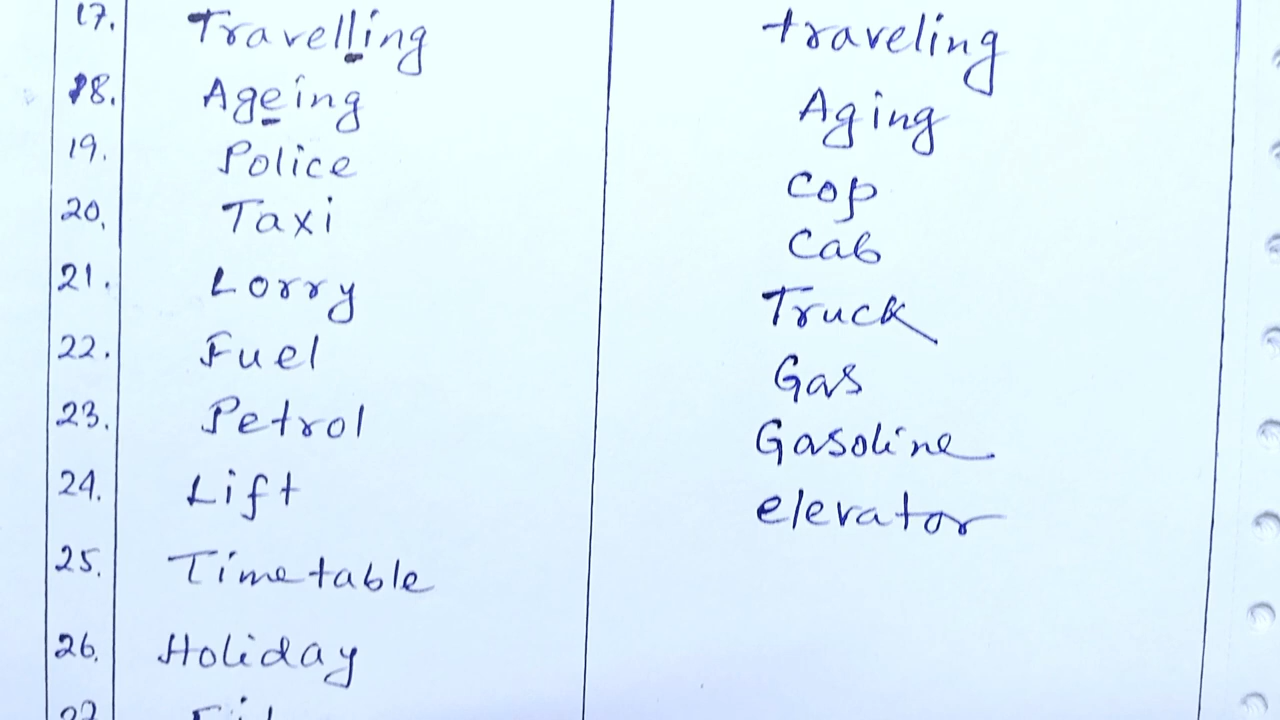 17. Travelling traveling
18. Ageing Aging
19. Police Cop
20. Taxi Cab
21. Lorry Truck
22. Fuel Gas
23. Petrol Gasoline
24. Lift elevator
25. Timetable
26. Holiday
27